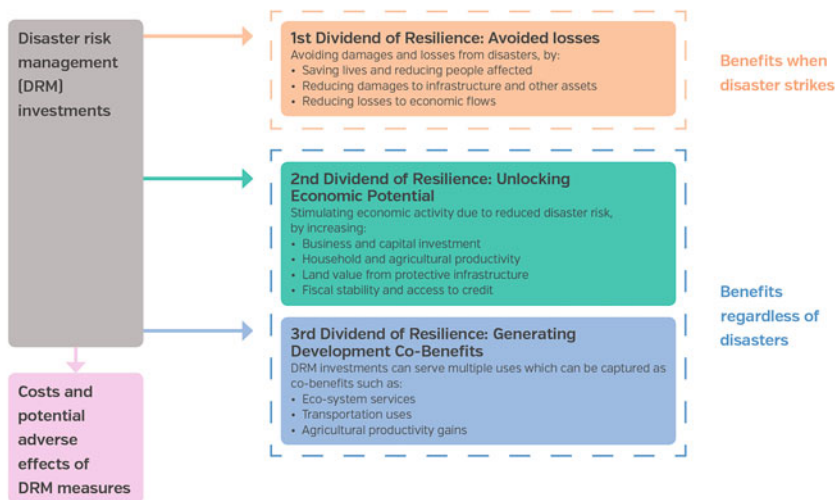 Disaster risk
management
(DRM)
investments
1st Dividend of Resilience: Avoided losses
Avoiding damages and losses from disasters, by:
• Saving lives and reducing people affected
• Reducing damages to infrastructure and other assets
• Reducing losses to economic flows
Benefits when
disaster strikes
2nd Dividend of Resilience: Unlocking
Economic Potential
Stimulating economic activity due to reduced disaster risk,
by increasing:
• Business and capital investment
• Household and agricultural productivity
• Land value from protective infrastructure
• Fiscal stability and access to credit
Benefits
regardless of
disasters
3rd Dividend of Resilience: Generating
Development Co-Benefits
DRM investments can serve multiple uses which can be captured as
co-benefits such as:
• Eco-system services
• Transportation uses
• Agricultural productivity gains
Costs and
potential
adverse
effects of
DRM measures